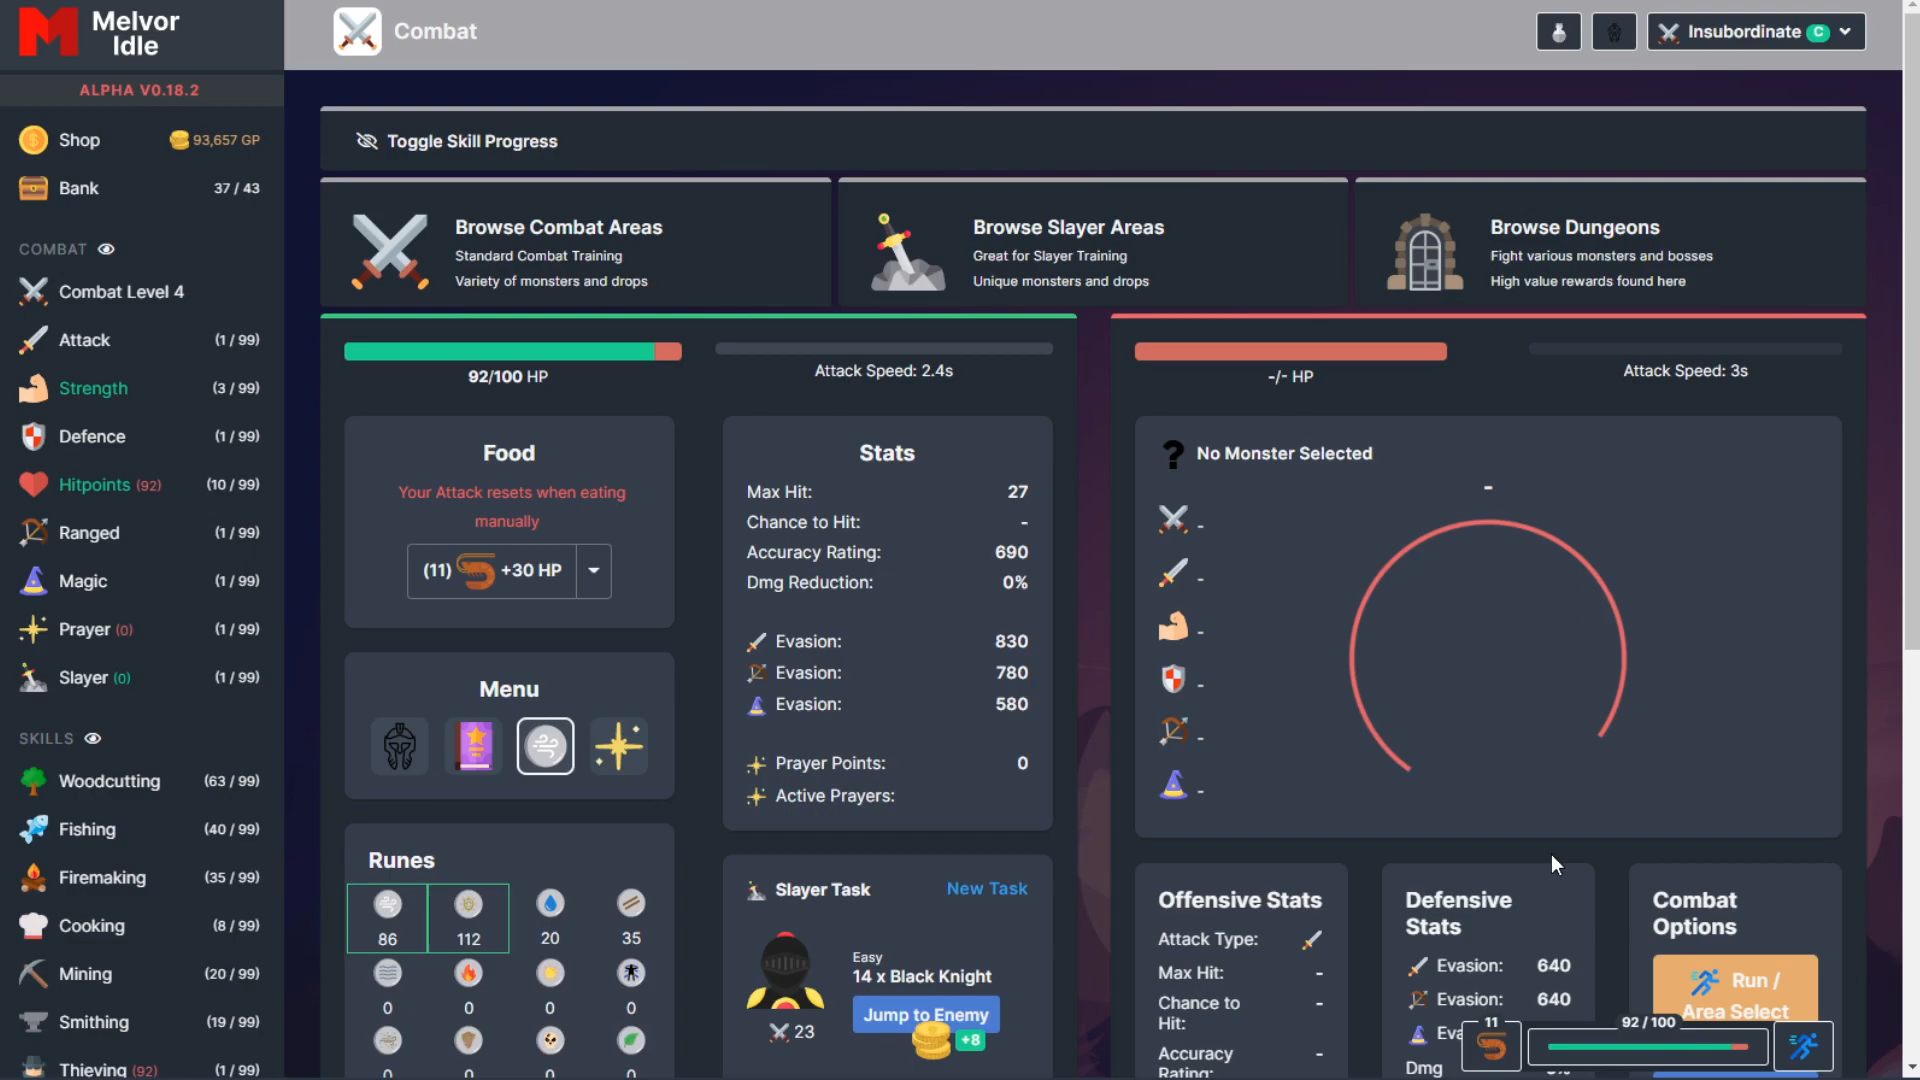 Melvor
Idle
ALPHA V0.18.2
Shop
93,657 GP
Bank
37 / 43
COMBAT
Combat Level 4
Attack
(1 / 99)
Strength
(3 / 99)
Defence
(1 / 99)
Hitpoints (92)
(10 / 99)
Ranged
(1 / 99)
Magic
(1 / 99)
Prayer (0)
(1 / 99)
Slayer (0)
(1 / 99)
SKILLS
Woodcutting
(63 / 99)
Fishing
(40 / 99)
Firemaking
(35 / 99)
Cooking
(8 / 99)
Mining
(20 / 99)
Smithing
(19 / 99)
Thieving (92)
(1 / 99)
Combat
Insubordinate C
Toggle Skill Progress
Browse Combat Areas
Standard Combat Training
Variety of monsters and drops
Browse Slayer Areas
Great for Slayer Training
Unique monsters and drops
Browse Dungeons
Fight various monsters and bosses
High value rewards found here
92/100 HP
Attack Speed: 2.4s
Food
Your Attack resets when eating
manually
(11) +30 HP
Menu
Runes
86
112
20
35
0
0
0
0
0
0
0
0
Stats
Max Hit: 27
Chance to Hit: -
Accuracy Rating: 690
Dmg Reduction: 0%
Evasion: 830
Evasion: 780
Evasion: 580
Prayer Points: 0
Active Prayers:
Slayer Task
New Task
Easy
14 x Black Knight
Jump to Enemy
23
+8
-/- HP
Attack Speed: 3s
? No Monster Selected
-
-
-
-
-
-
-
Offensive Stats
Attack Type:
Max Hit: -
Chance to
Hit: -
Accuracy
Rating: -
Defensive
Stats
Evasion: 640
Evasion: 640
Dmg
Combat
Options
Run /
Area Select
11
92 / 100